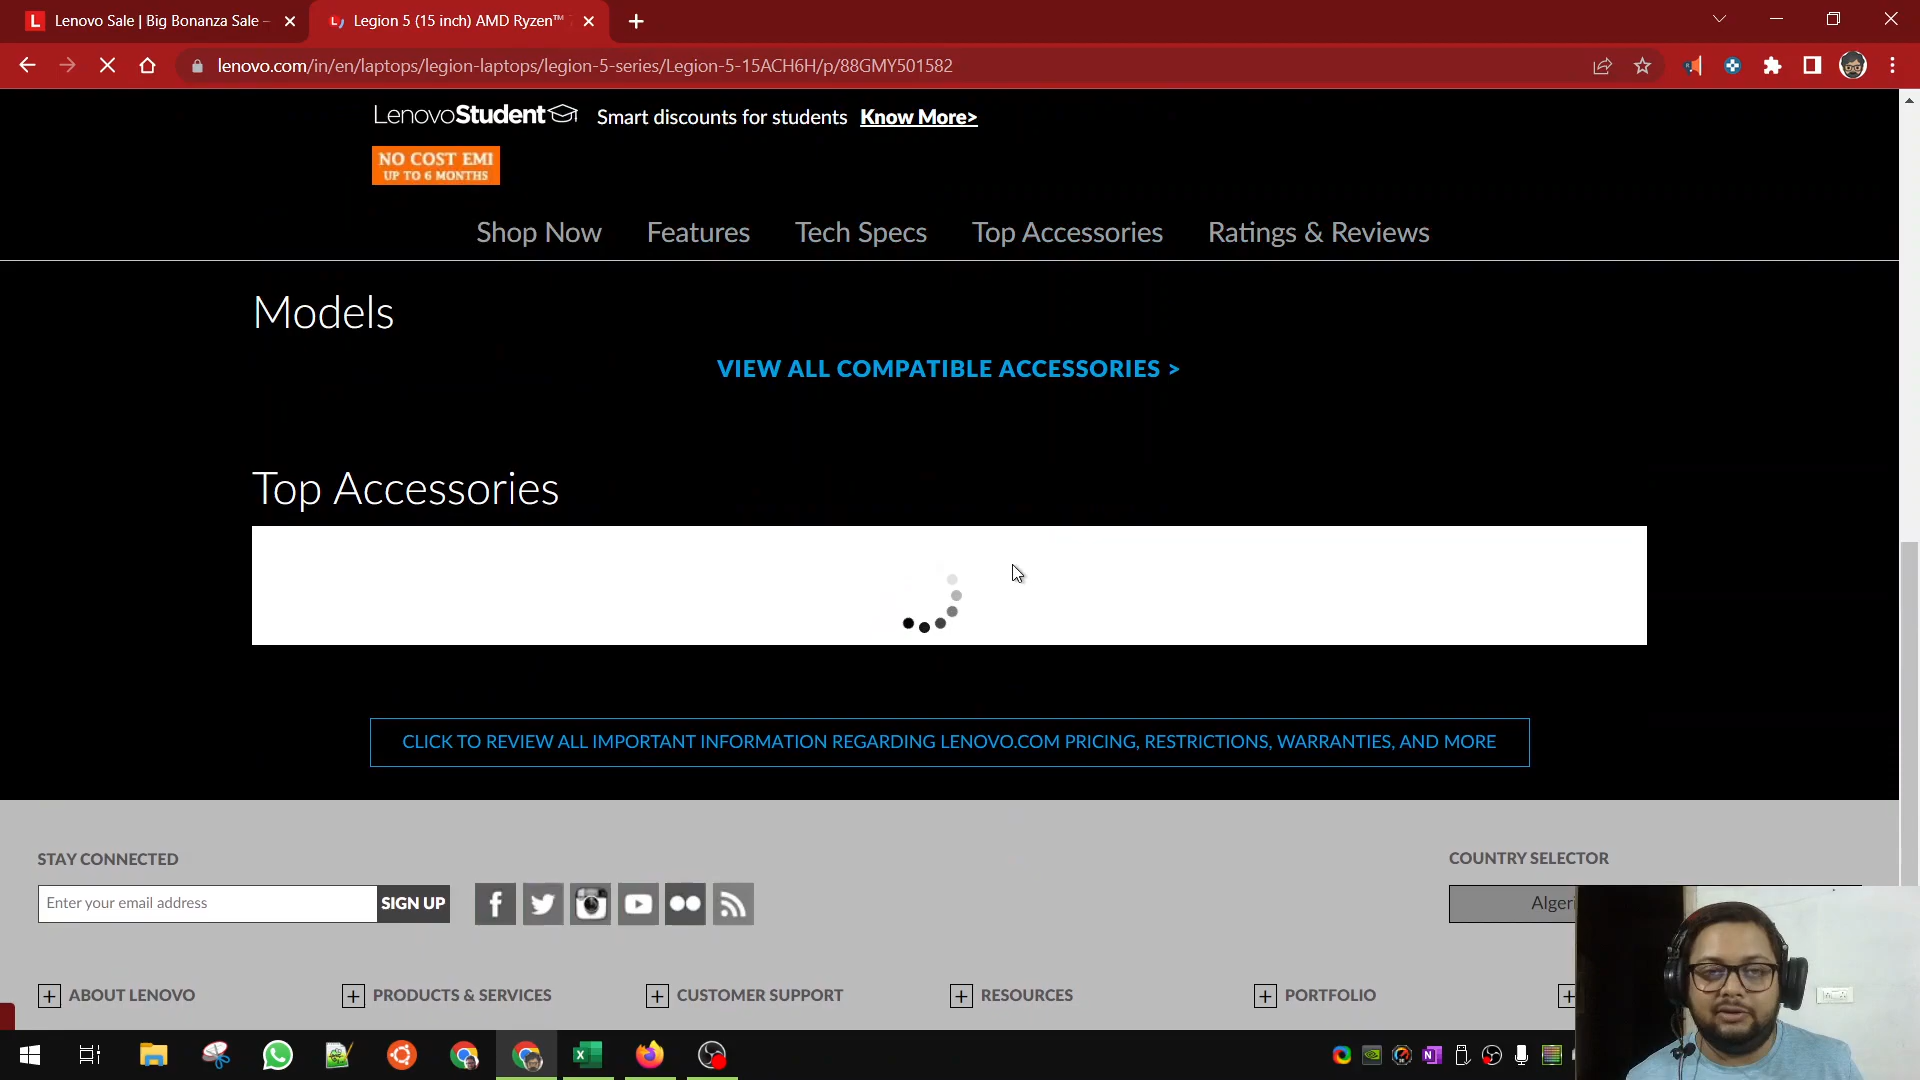 Lenovo Sale | Big Bonanza Sale –
Legion 5 (15 inch) AMD Ryzen™
lenovo.com/in/en/laptops/legion-laptops/legion-5-series/Legion-5-15ACH6H/p/88GMY501582
LenovoStudent Smart discounts for students Know More>
NO COST EMI
UP TO 6 MONTHS
Shop Now Features Tech Specs Top Accessories Ratings & Reviews
Models
VIEW ALL COMPATIBLE ACCESSORIES >
Top Accessories
CLICK TO REVIEW ALL IMPORTANT INFORMATION REGARDING LENOVO.COM PRICING, RESTRICTIONS, WARRANTIES, AND MORE
STAY CONNECTED
COUNTRY SELECTOR
Enter your email address SIGN UP
Algeri
ABOUT LENOVO PRODUCTS & SERVICES CUSTOMER SUPPORT RESOURCES PORTFOLIO